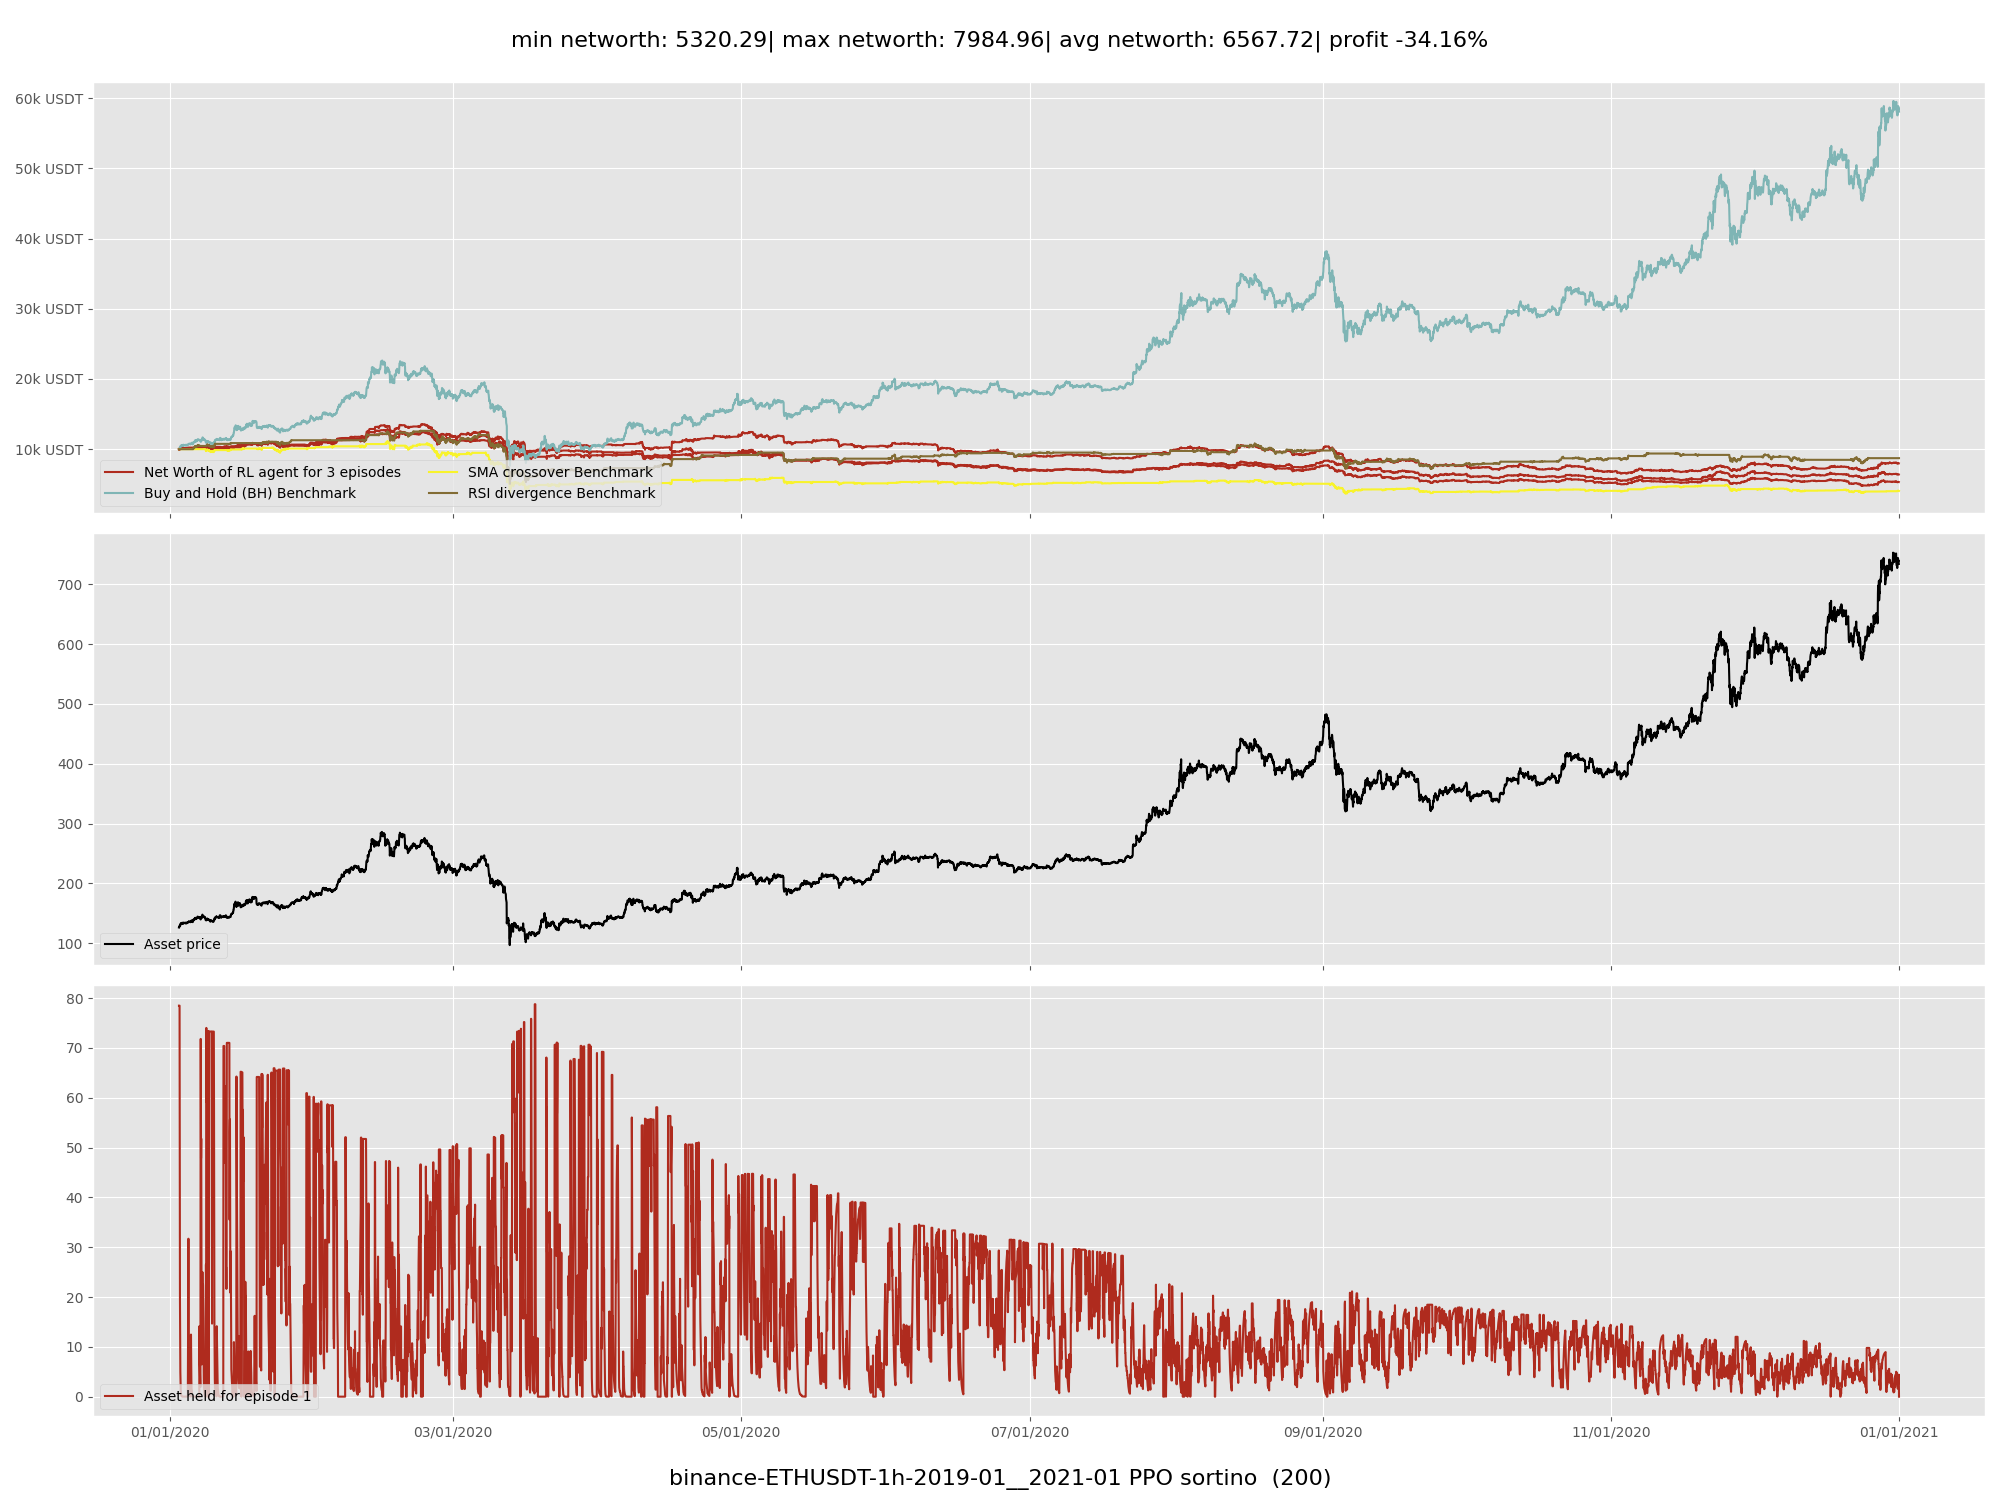 min networth: 5320.29| max networth: 7984.96| avg networth: 6567.72| profit -34.16%
60k USDT
50k USDT
40k USDT
30k USDT
20k USDT
10k USDT
Net Worth of RL agent for 3 episodes
Buy and Hold (BH) Benchmark
SMA crossover Benchmark
RSI divergence Benchmark
700
600
500
400
300
200
100
Asset price
80
70
60
50
40
30
20
10
0
Asset held for episode 1
01/01/2020 03/01/2020 05/01/2020 07/01/2020 09/01/2020 11/01/2020 01/01/2021
binance-ETHUSDT-1h-2019-01__2021-01 PPO sortino (200)